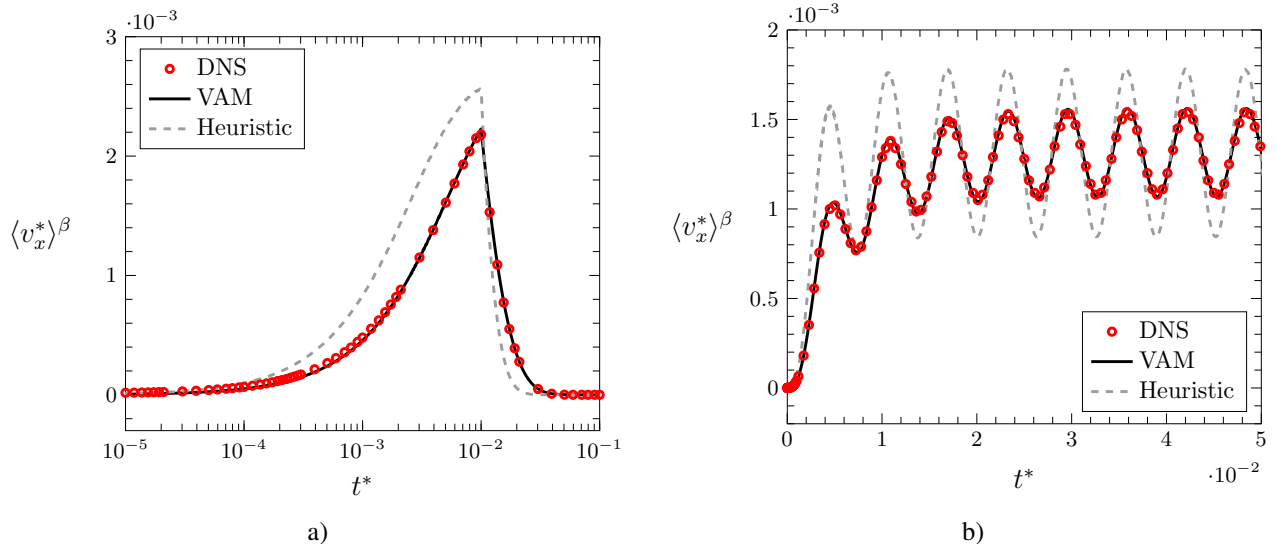 ·10⁻³
3
2
1
0
⟨v*ₓ⟩ᵝ
DNS
VAM
Heuristic
10⁻⁵ 10⁻⁴ 10⁻³ 10⁻² 10⁻¹
t*
a)
·10⁻³
2
1.5
1
0.5
0
⟨v*ₓ⟩ᵝ
DNS
VAM
Heuristic
0 1 2 3 4 5
t*
·10⁻²
b)